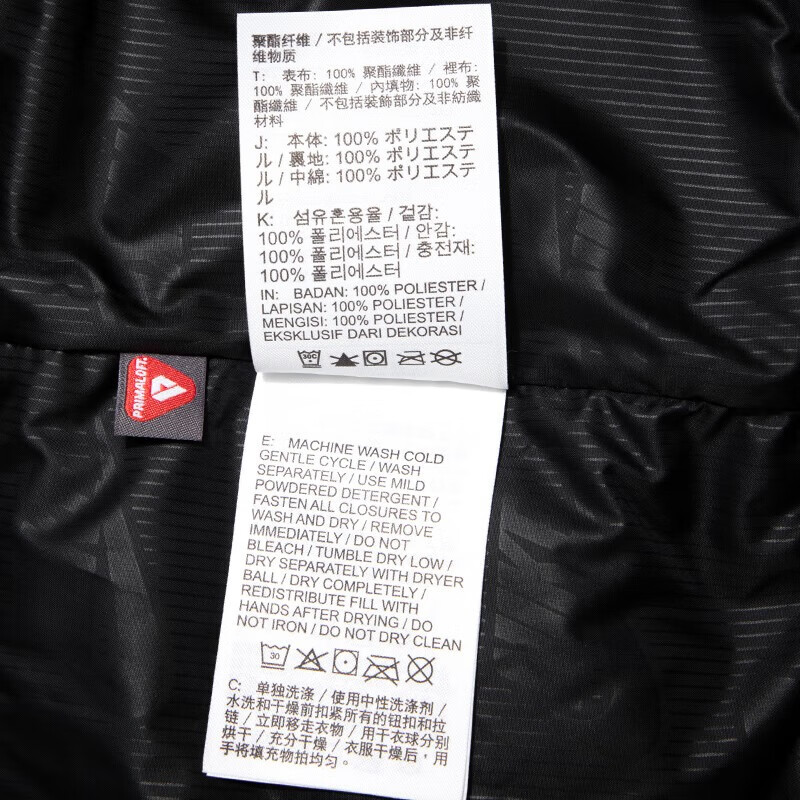 聚酯纤维 / 不包括装饰部分及非纤
维物质
T: 表布: 100% 聚酯纖維 / 裡布:
100% 聚酯纖維 / 內填物: 100% 聚
酯纖維 / 不包括裝飾部分及非紡織
材料
J: 本体: 100% ポリエステ
ル / 裏地: 100% ポリエステ
ル / 中綿: 100% ポリエステ
ル
K: 섬유혼용율 / 겉감:
100% 폴리에스터 / 안감:
100% 폴리에스터 / 충전재:
100% 폴리에스터
IN: BADAN: 100% POLIESTER /
LAPISAN: 100% POLIESTER /
MENGISI: 100% POLIESTER /
EKSKLUSIF DARI DEKORASI
30C
PRIMALOFT
E: MACHINE WASH COLD
GENTLE CYCLE / WASH
SEPARATELY / USE MILD
POWDERED DETERGENT /
FASTEN ALL CLOSURES TO
WASH AND DRY / REMOVE
IMMEDIATELY / DO NOT
BLEACH / TUMBLE DRY LOW /
DRY SEPARATELY WITH DRYER
BALL / DRY COMPLETELY /
REDISTRIBUTE FILL WITH
HANDS AFTER DRYING / DO
NOT IRON / DO NOT DRY CLEAN
30
C: 单独洗涤 / 使用中性洗涤剂 /
水洗和干燥前扣紧所有的钮扣和拉
链 / 立即移走衣物 / 用于衣球分别
烘干 / 充分干燥 / 衣服干燥后，用
手将填充物拍均匀。